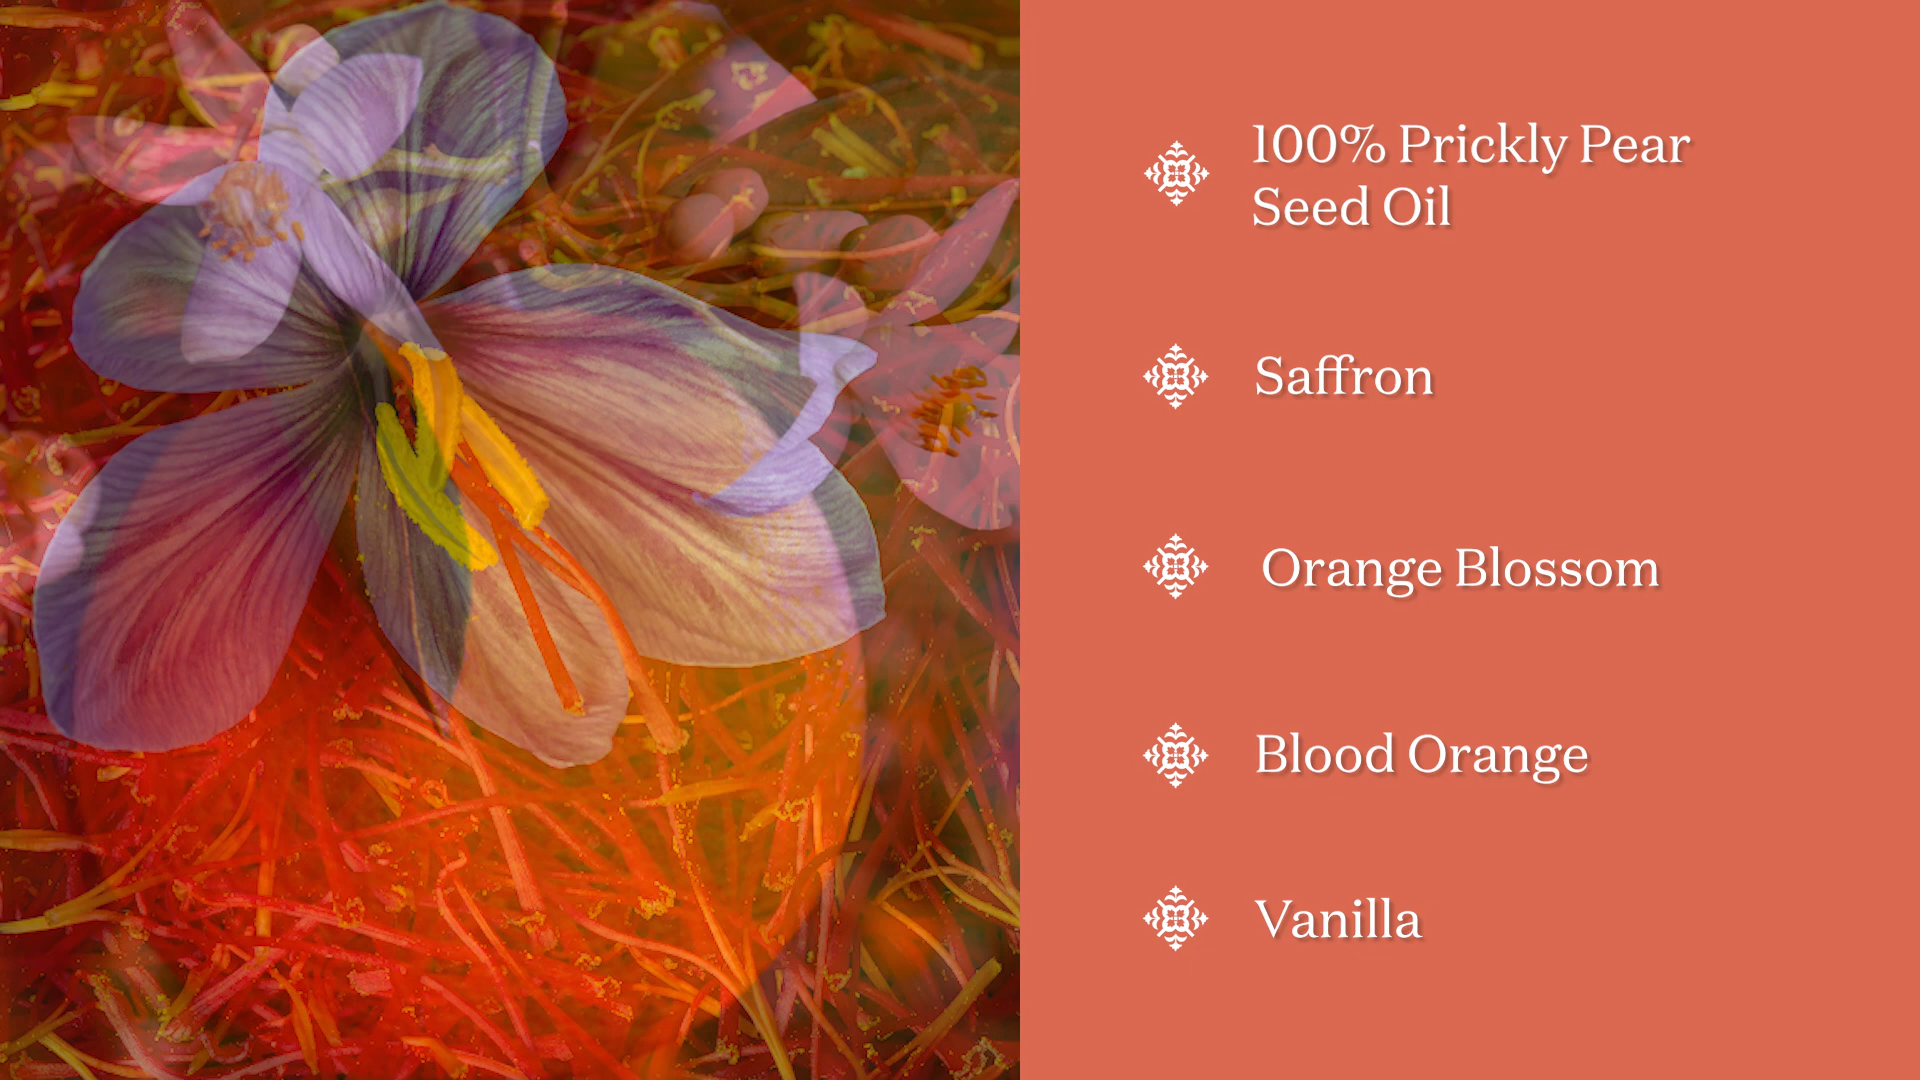 100% Prickly Pear
Seed Oil
Saffron
Orange Blossom
Blood Orange
Vanilla